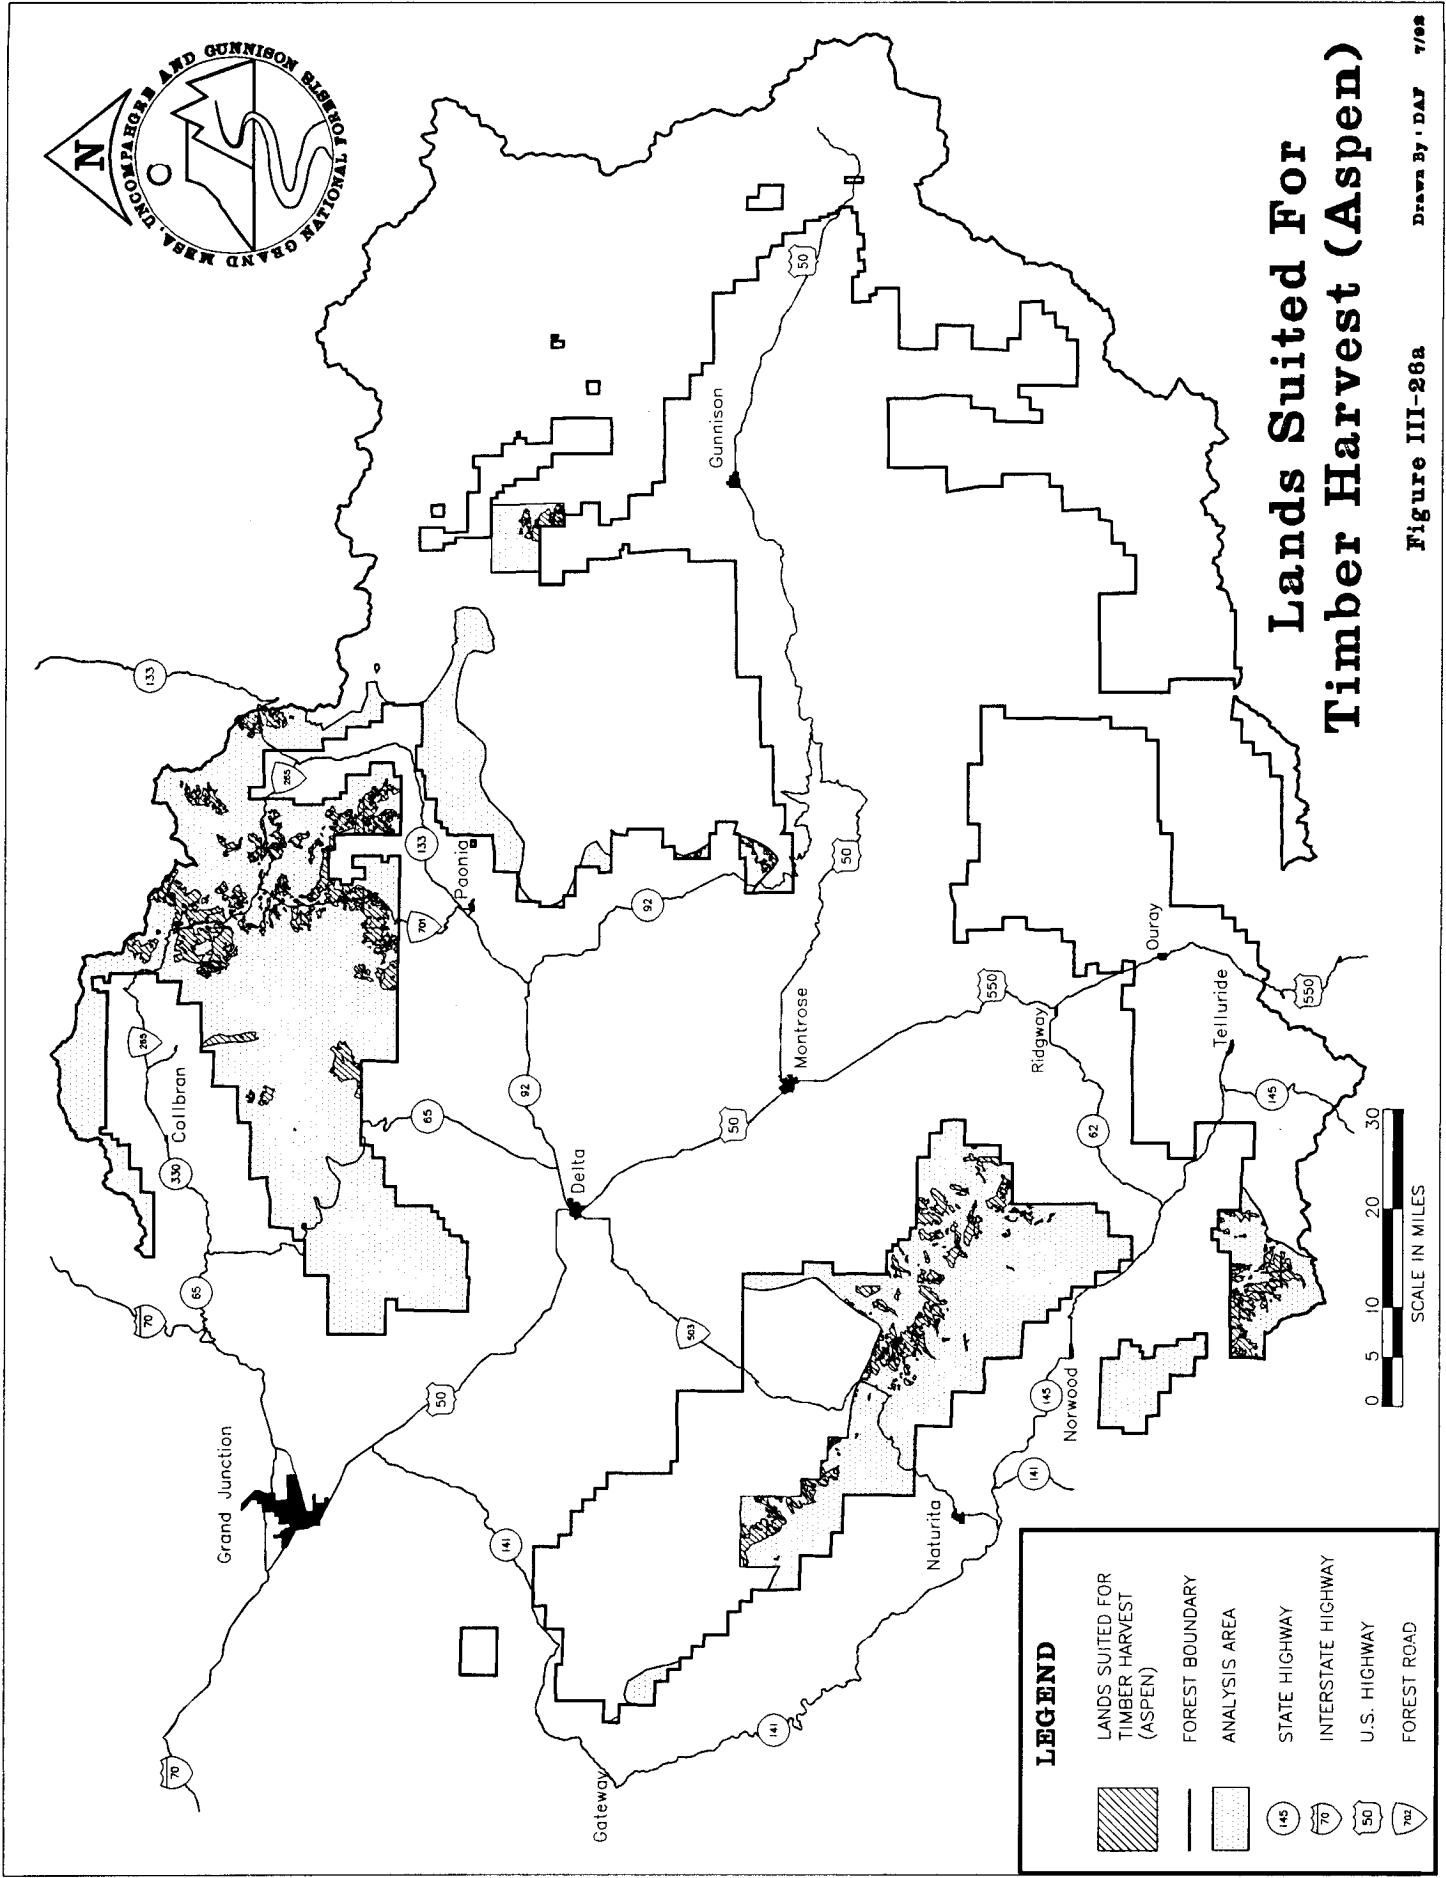 GRAND MESA, UNCOMPAHGRE AND GUNNISON NATIONAL FORESTS
N
70
Grand Junction
65
330
Collbran
265
133
265
70
50
65
133
Paonia
701
92
Delta
92
141
Gateway
503
50
Montrose
50
Gunnison
50
141
Naturita
141
145
Norwood
62
Ridgway
550
Ouray
Telluride
550
145
Lands Suited For
Timber Harvest (Aspen)
Figure III-26a
Drawn By : DAF 7/92
0 5 10 20 30
SCALE IN MILES
LEGEND
LANDS SUITED FOR
TIMBER HARVEST
(ASPEN)
FOREST BOUNDARY
ANALYSIS AREA
145 STATE HIGHWAY
70 INTERSTATE HIGHWAY
50 U.S. HIGHWAY
702 FOREST ROAD